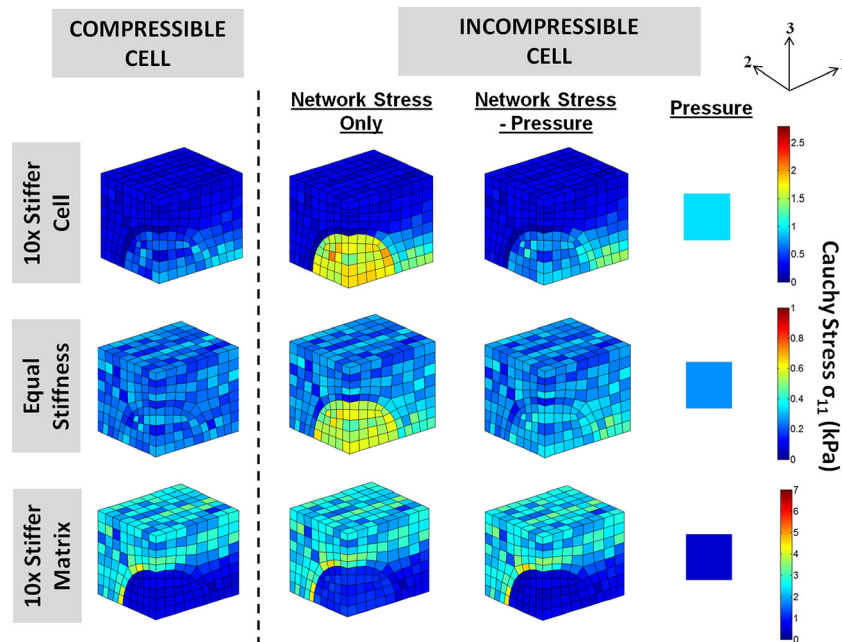 COMPRESSIBLE
CELL
INCOMPRESSIBLE
CELL
3
2
Network Stress
Only
Network Stress
- Pressure
Pressure
10x Stiffer
Cell
2.5
2
1.5
1
0.5
0
Equal
Stiffness
1
0.8
0.6
0.4
0.2
0
10x Stiffer
Matrix
7
6
5
4
3
2
1
0
Cauchy Stress σ₁₁ (kPa)